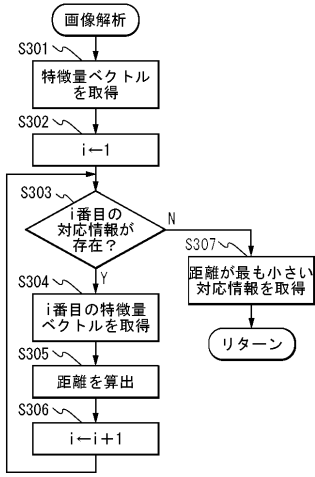 画像解析
S301
特徴量ベクトル
を取得
S302
i←1
S303
i番目の
対応情報が
存在?
N
Y
S304
i番目の特徴量
ベクトルを取得
S305
距離を算出
S306
i←i+1
S307
距離が最も小さい
対応情報を取得
リターン